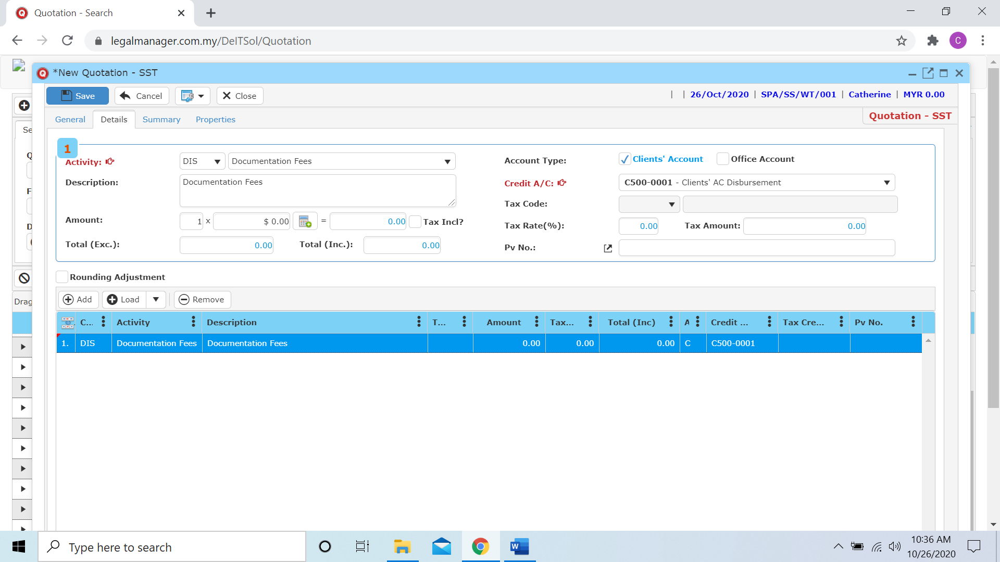 Quotation - Search
legalmanager.com.my/DeITSol/Quotation
C
*New Quotation - SST
Save
Cancel
Close
| | 26/Oct/2020 | SPA/SS/WT/001 | Catherine | MYR 0.00
General
Details
Summary
Properties
Quotation - SST
Se
Q
F
D
Drag
1
Activity:
DIS
Documentation Fees
Account Type:
Clients' Account
Office Account
Description:
Documentation Fees
Credit A/C:
C500-0001 - Clients' AC Disbursement
Tax Code:
Amount:
1 x $ 0.00 = 0.00 Tax Incl?
Tax Rate(%): 0.00 Tax Amount: 0.00
Total (Exc.): 0.00 Total (Inc.): 0.00
Pv No.:
Rounding Adjustment
Add
Load
Remove
C... Activity Description T... Amount Tax... Total (Inc) A Credit ... Tax Cre... Pv No.
1. DIS Documentation Fees Documentation Fees 0.00 0.00 0.00 C C500-0001
Type here to search
W
10:36 AM
10/26/2020